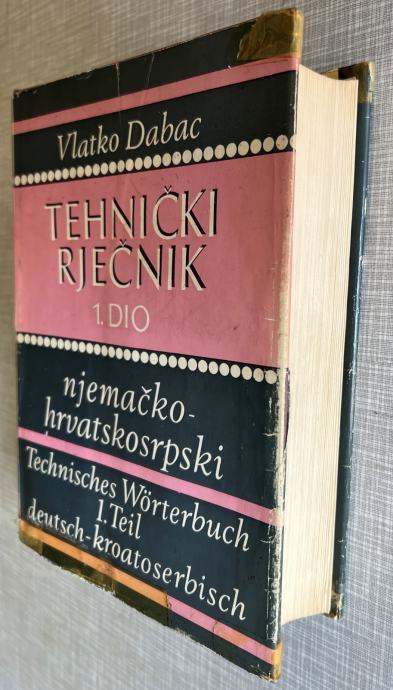 Vlatko Dabac
TEHNIČKI
RJEČNIK
1. DIO
njemačko-
hrvatskosrpski
Technisches Wörterbuch
1. Teil
deutsch-kroatoserbisch